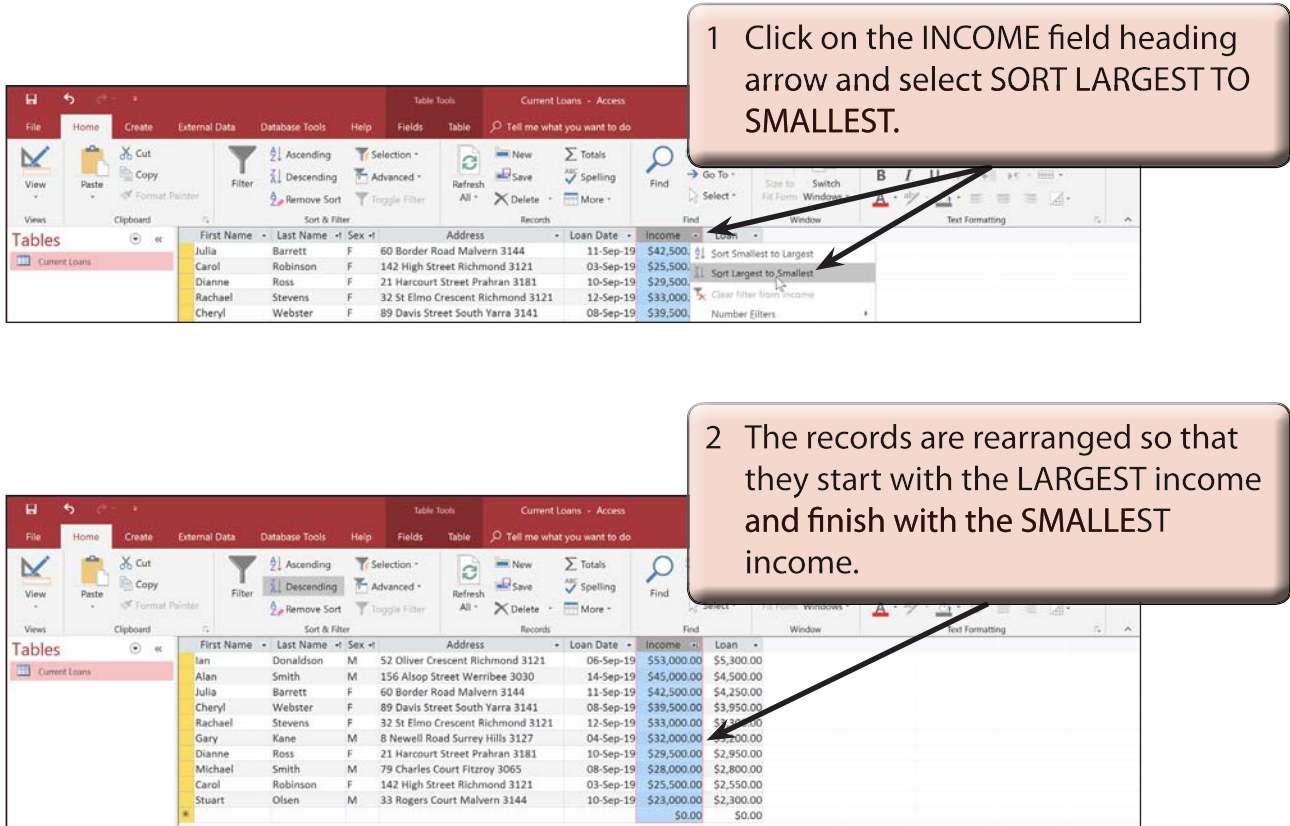 1 Click on the INCOME field heading
arrow and select SORT LARGEST TO
SMALLEST.
Table Tools Current Loans - Access
File Home Create External Data Database Tools Help Fields Table Tell me what you want to do
View Paste Cut Copy Format Painter Filter Ascending Descending Remove Sort Selection Advanced Toggle Filter Refresh All New Save Delete Totals Spelling More Find Go To Select Size to Fit Form Switch Windows B I U A
Views Clipboard Sort & Filter Records Find Window Text Formatting
Tables
Current Loans
First Name Last Name Sex Address Loan Date Income Loan
Julia Barrett F 60 Border Road Malvern 3144 11-Sep-19 $42,500.
Carol Robinson F 142 High Street Richmond 3121 03-Sep-19 $25,500.
Dianne Ross F 21 Harcourt Street Prahran 3181 10-Sep-19 $29,500.
Rachael Stevens F 32 St Elmo Crescent Richmond 3121 12-Sep-19 $33,000.
Cheryl Webster F 89 Davis Street South Yarra 3141 08-Sep-19 $39,500.
Sort Smallest to Largest
Sort Largest to Smallest
Clear filter from Income
Number Filters
2 The records are rearranged so that
they start with the LARGEST income
and finish with the SMALLEST
income.
Table Tools Current Loans - Access
File Home Create External Data Database Tools Help Fields Table Tell me what you want to do
View Paste Cut Copy Format Painter Filter Ascending Descending Remove Sort Selection Advanced Toggle Filter Refresh All New Save Delete Totals Spelling More Find Select Fit Form Windows A
Views Clipboard Sort & Filter Records Find Window Text Formatting
Tables
Current Loans
First Name Last Name Sex Address Loan Date Income Loan
Ian Donaldson M 52 Oliver Crescent Richmond 3121 06-Sep-19 $53,000.00 $5,300.00
Alan Smith M 156 Alsop Street Werribee 3030 14-Sep-19 $45,000.00 $4,500.00
Julia Barrett F 60 Border Road Malvern 3144 11-Sep-19 $42,500.00 $4,250.00
Cheryl Webster F 89 Davis Street South Yarra 3141 08-Sep-19 $39,500.00 $3,950.00
Rachael Stevens F 32 St Elmo Crescent Richmond 3121 12-Sep-19 $33,000.00 $3,300.00
Gary Kane M 8 Newell Road Surrey Hills 3127 04-Sep-19 $32,000.00 $3,200.00
Dianne Ross F 21 Harcourt Street Prahran 3181 10-Sep-19 $29,500.00 $2,950.00
Michael Smith M 79 Charles Court Fitzroy 3065 08-Sep-19 $28,000.00 $2,800.00
Carol Robinson F 142 High Street Richmond 3121 03-Sep-19 $25,500.00 $2,550.00
Stuart Olsen M 33 Rogers Court Malvern 3144 10-Sep-19 $23,000.00 $2,300.00
$0.00 $0.00